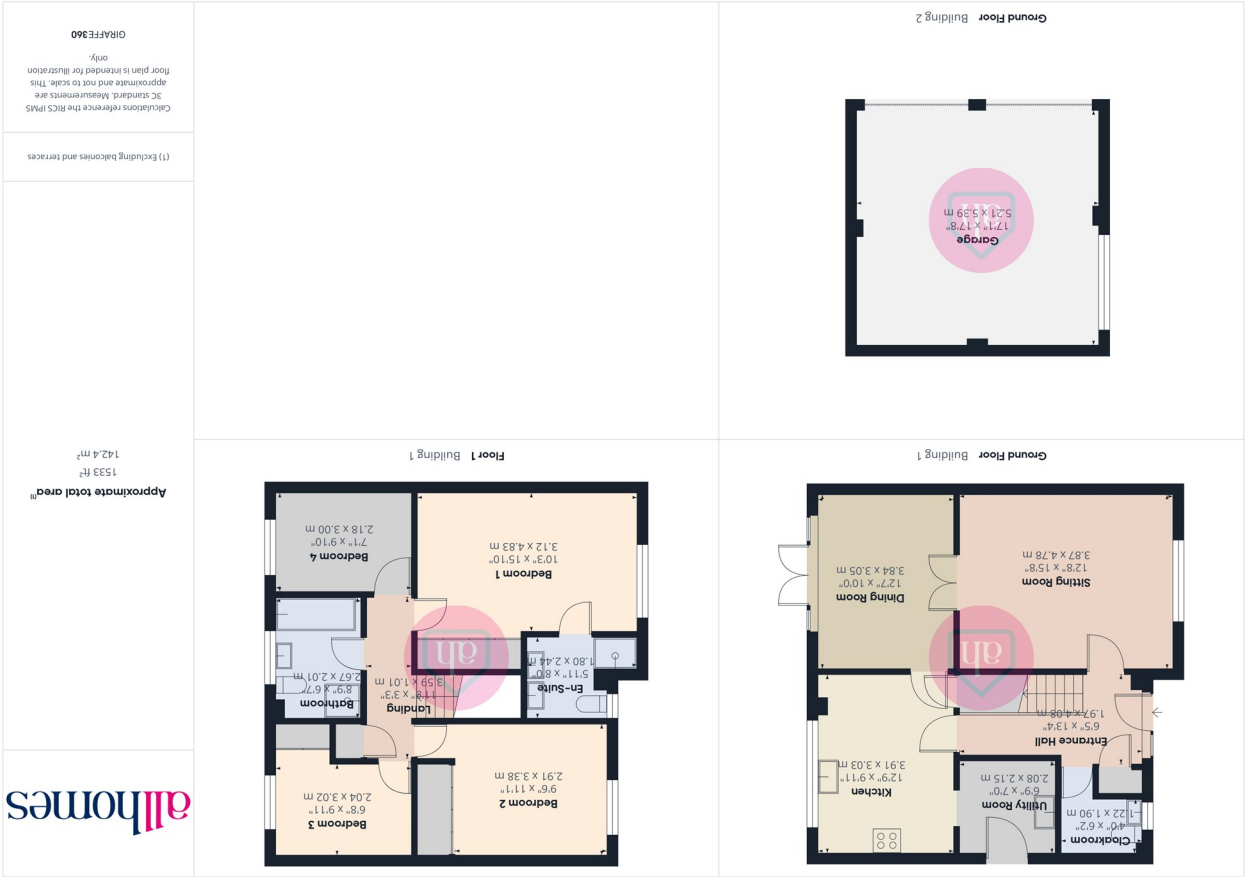 Cloakroom
4'0" x 6'2"
1.22 x 1.90 m
Utility Room
6'9" x 7'0"
2.08 x 2.15 m
Kitchen
12'9" x 9'11"
3.91 x 3.03 m
Entrance Hall
6'5" x 13'4"
1.97 x 4.08 m
Sitting Room
12'8" x 15'8"
3.87 x 4.78 m
Dining Room
12'7" x 10'0"
3.84 x 3.05 m
ah
Ground Floor Building 1
Bedroom 2
9'6" x 11'1"
2.91 x 3.38 m
Bedroom 3
6'8" x 9'11"
2.04 x 3.02 m
En-Suite
5'11" x 8'0"
1.80 x 2.44 m
Landing
11'8" x 3'3"
3.59 x 1.01 m
Bathroom
8'9" x 6'7"
2.67 x 2.01 m
Bedroom 1
10'3" x 15'10"
3.12 x 4.83 m
Bedroom 4
7'1" x 9'10"
2.18 x 3.00 m
ah
Floor 1 Building 1
Garage
17'1" x 17'8"
5.21 x 5.39 m
ah
Ground Floor Building 2
allhomes
Approximate total area(1)
1533 ft²
142.4 m²
(1) Excluding balconies and terraces
Calculations reference the RICS IPMS
3C standard. Measurements are
approximate and not to scale. This
floor plan is intended for illustration
only.
GIRAFFE360